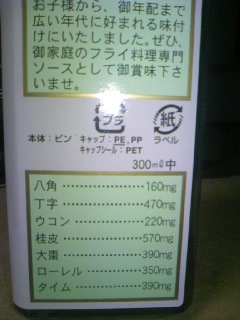 お子様から、御年配まで
広い年代に好まれる味付
けにいたしました。ぜひ、
御家庭のフライ料理専門
ソースとして御賞味下さ
いませ。
プラ 紙
本体:ビン キャップ:PE,PP ラベル
キャップシール:PET
300mℓ中
八角 ………………… 160mg
丁字 ………………… 470mg
ウコン ……………… 220mg
桂皮 ………………… 570mg
大棗 ………………… 390mg
ローレル …………… 350mg
タイム ……………… 390mg